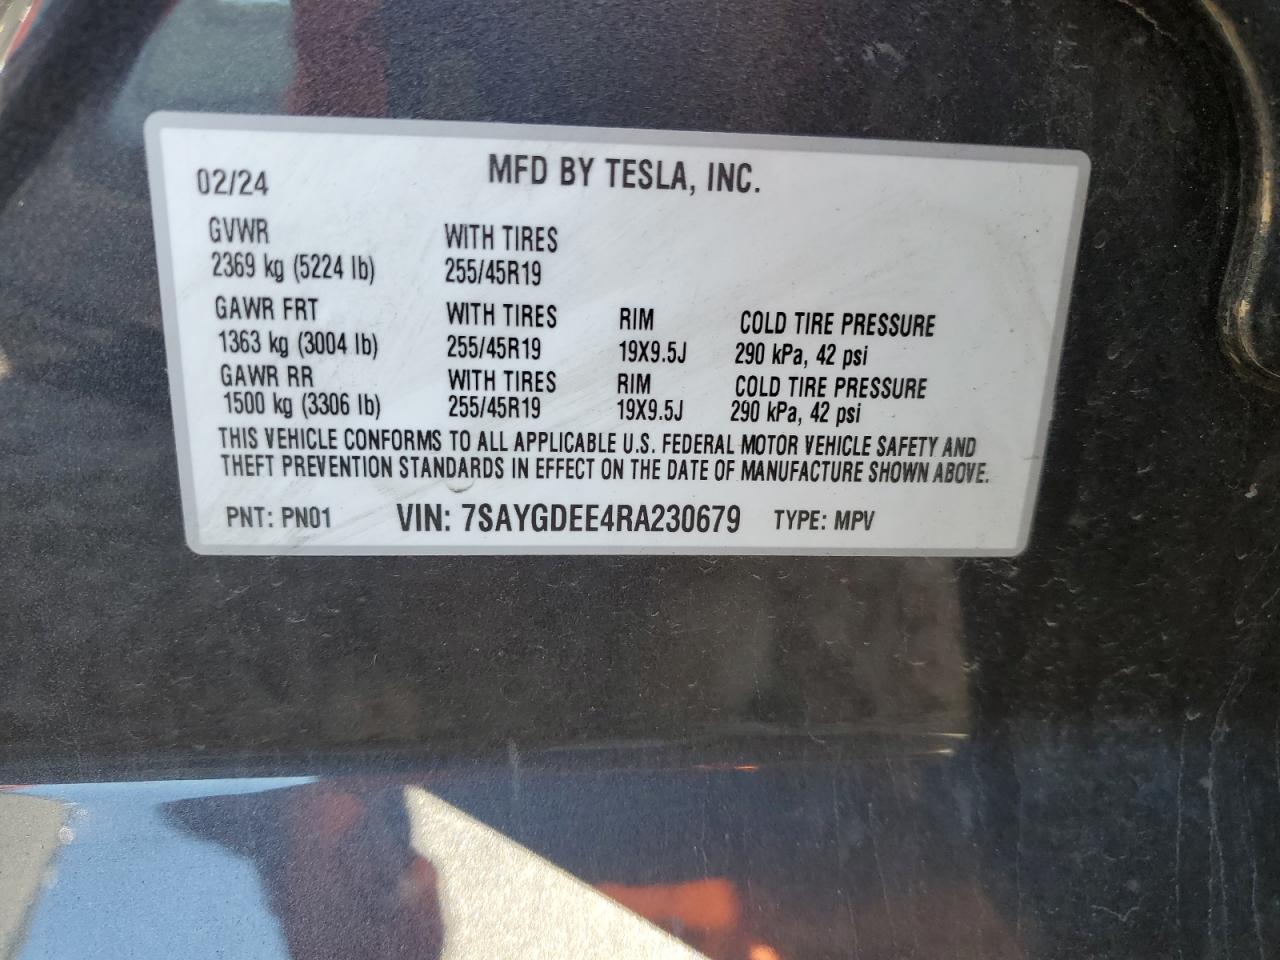 02/24 MFD BY TESLA, INC.
GVWR WITH TIRES
2369 kg (5224 lb) 255/45R19
GAWR FRT WITH TIRES RIM COLD TIRE PRESSURE
1363 kg (3004 lb) 255/45R19 19X9.5J 290 kPa, 42 psi
GAWR RR WITH TIRES RIM COLD TIRE PRESSURE
1500 kg (3306 lb) 255/45R19 19X9.5J 290 kPa, 42 psi
THIS VEHICLE CONFORMS TO ALL APPLICABLE U.S. FEDERAL MOTOR VEHICLE SAFETY AND
THEFT PREVENTION STANDARDS IN EFFECT ON THE DATE OF MANUFACTURE SHOWN ABOVE.
PNT: PN01 VIN: 7SAYGDEE4RA230679 TYPE: MPV